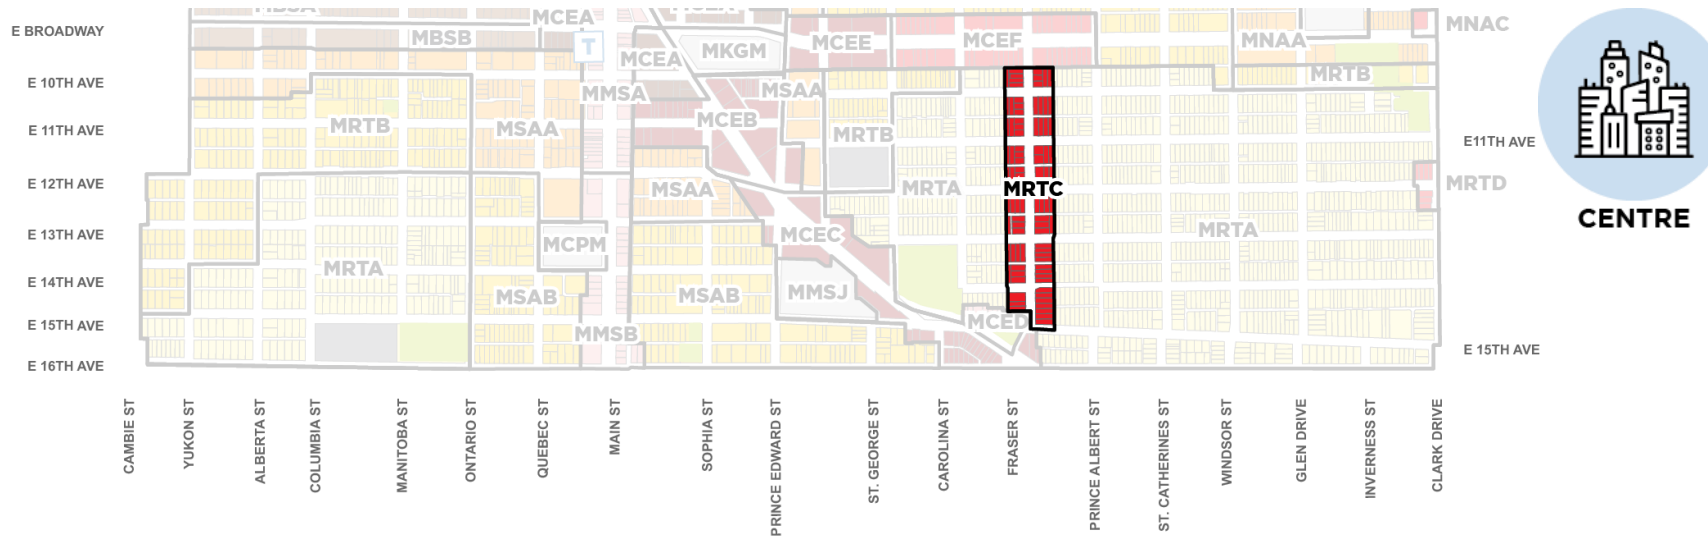 MCEA
E BROADWAY
MBSB
T
MCEA
MKGM
MCEE
MCEF
MNAA
MNAC
E 10TH AVE
MMSA
MSAA
MRTB
E 11TH AVE
MRTB
MSAA
MCEB
MRTB
E11TH AVE
E 12TH AVE
MSAA
MRTA
MRTC
MRTD
CENTRE
E 13TH AVE
MCPM
MCEC
MRTA
E 14TH AVE
MRTA
MSAB
MSAB
MMSJ
E 15TH AVE
MMSB
MCED
E 15TH AVE
E 16TH AVE
CAMBIE ST
YUKON ST
ALBERTA ST
COLUMBIA ST
MANITOBA ST
ONTARIO ST
QUEBEC ST
MAIN ST
SOPHIA ST
PRINCE EDWARD ST
ST. GEORGE ST
CAROLINA ST
FRASER ST
PRINCE ALBERT ST
ST. CATHERINES ST
WINDSOR ST
GLEN DRIVE
INVERNESS ST
CLARK DRIVE